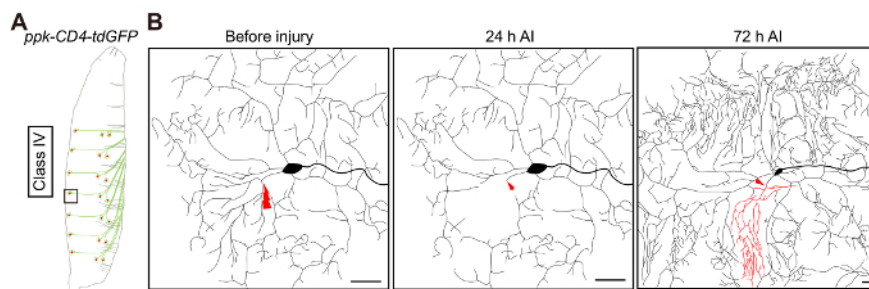 A
B
ppk-CD4-tdGFP
Before injury
24 h AI
72 h AI
Class IV